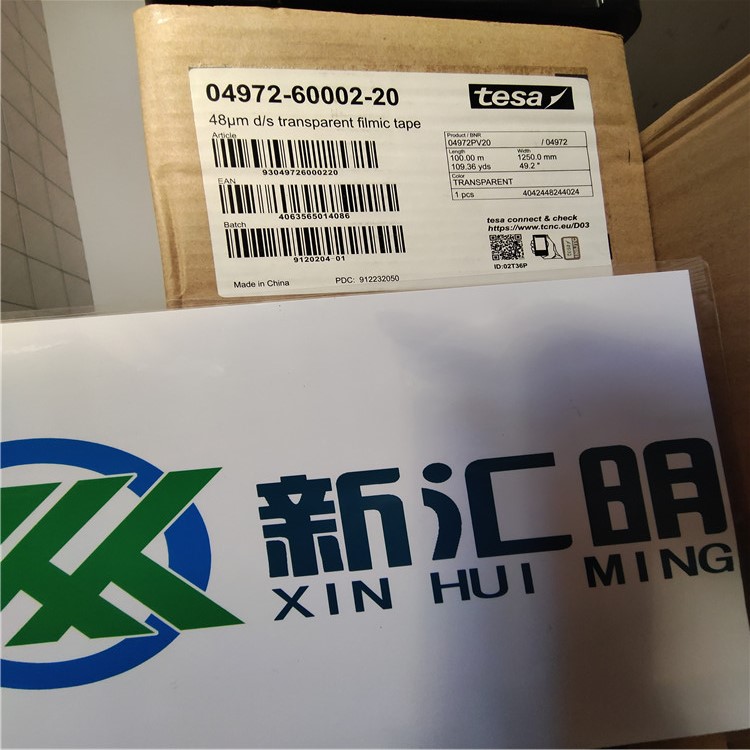 04972-60002-20
tesa
48µm d/s transparent filmic tape
Article
93049726000220
EAN
4063565014086
Batch
9120204-01
Made in China
PDC: 912232050
Product / BNR
04972PV20 / 04972
Length Width
100.00 m 1250.0 mm
109.36 yds 49.2 "
Color
TRANSPARENT
1 pcs 4042448244024
tesa connect & check
https://www.tcnc.eu/D03
ID:02T36P
新汇明
XIN HUI MING